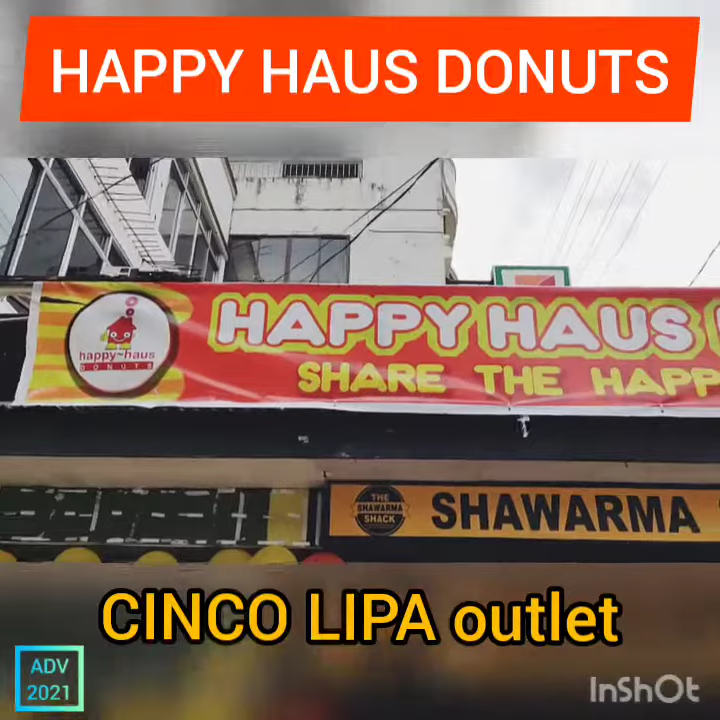 HAPPY HAUS DONUTS
happy~haus
DONUTS
HAPPY HAUS
SHARE THE HAPP
THE
SHAWARMA
SHACK
SHAWARMA
CINCO LIPA outlet
ADV
2021
InShOt